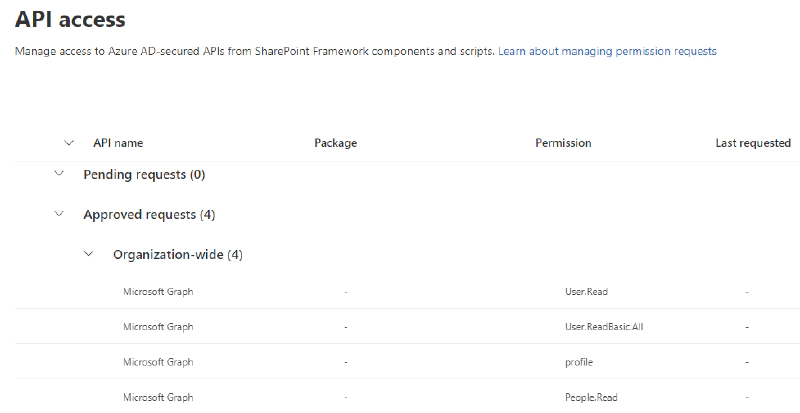 API access
Manage access to Azure AD-secured APIs from SharePoint Framework components and scripts. Learn about managing permission requests
API name Package Permission Last requested
Pending requests (0)
Approved requests (4)
Organization-wide (4)
Microsoft Graph - User.Read -
Microsoft Graph - User.ReadBasic.All -
Microsoft Graph - profile -
Microsoft Graph - People.Read -